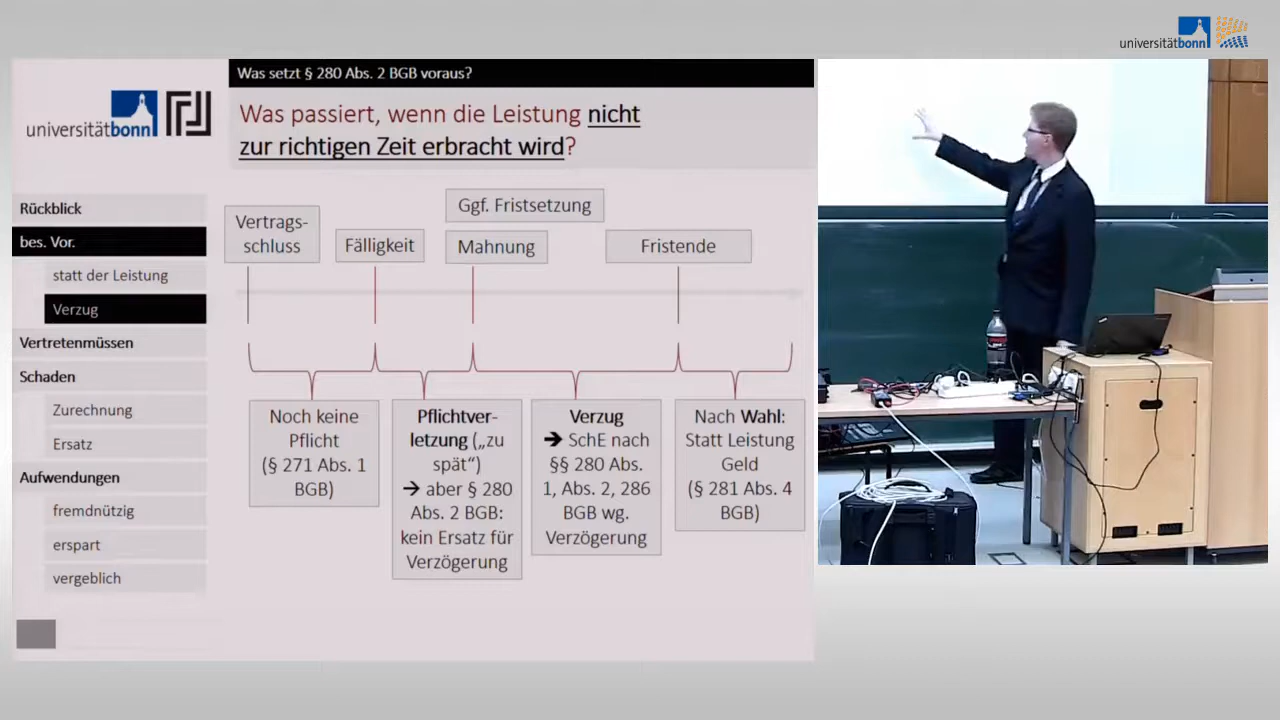 universitätbonn
Was setzt § 280 Abs. 2 BGB voraus?
universitätbonn
Was passiert, wenn die Leistung nicht
zur richtigen Zeit erbracht wird?
Rückblick
bes. Vor.
statt der Leistung
Verzug
Vertretenmüssen
Schaden
Zurechnung
Ersatz
Aufwendungen
fremdnützig
erspart
vergeblich
Vertrags-
schluss
Fälligkeit
Ggf. Fristsetzung
Mahnung
Fristende
Noch keine
Pflicht
(§ 271 Abs. 1
BGB)
Pflichtver-
letzung („zu
spät“)
→ aber § 280
Abs. 2 BGB:
kein Ersatz für
Verzögerung
Verzug
→ SchE nach
§§ 280 Abs.
1, Abs. 2, 286
BGB wg.
Verzögerung
Nach Wahl:
Statt Leistung
Geld
(§ 281 Abs. 4
BGB)